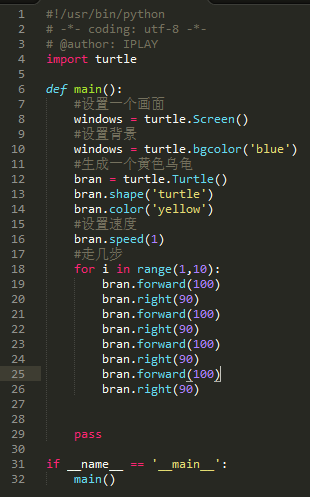 1 #!/usr/bin/python
2 # -*- coding: utf-8 -*-
3 # @author: IPLAY
4 import turtle
5
6 def main():
7     #设置一个画面
8     windows = turtle.Screen()
9     #设置背景
10     windows = turtle.bgcolor('blue')
11     #生成一个黄色乌龟
12     bran = turtle.Turtle()
13     bran.shape('turtle')
14     bran.color('yellow')
15     #设置速度
16     bran.speed(1)
17     #走几步
18     for i in range(1,10):
19         bran.forward(100)
20         bran.right(90)
21         bran.forward(100)
22         bran.right(90)
23         bran.forward(100)
24         bran.right(90)
25         bran.forward(100)
26         bran.right(90)
27
28
29     pass
30
31 if __name__ == '__main__':
32     main()